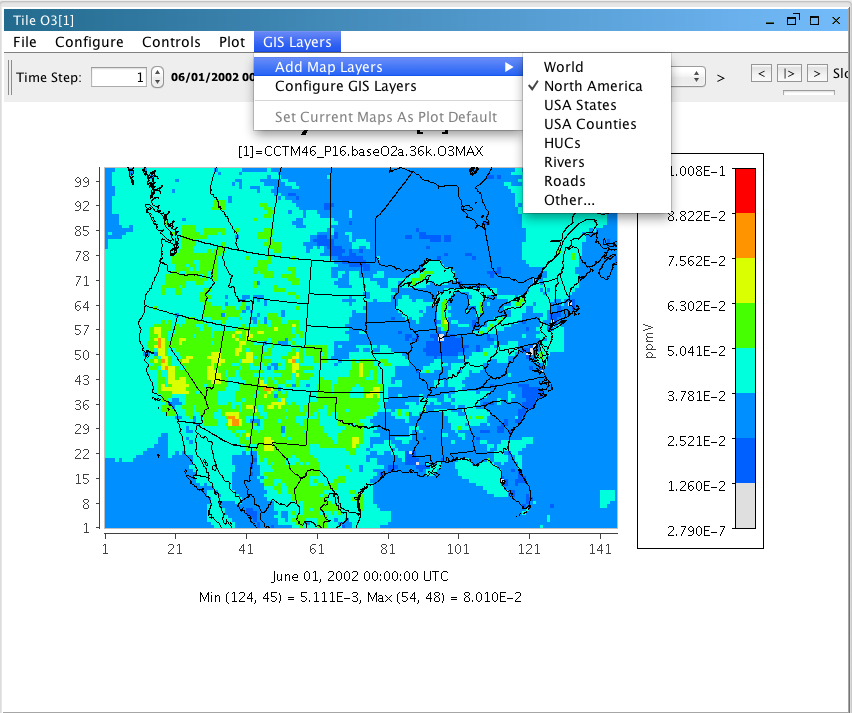 Tile O3[1]
File Configure Controls Plot GIS Layers
Add Map Layers
Configure GIS Layers
Set Current Maps As Plot Default
World
North America
USA States
USA Counties
HUCs
Rivers
Roads
Other...
Time Step: 1 06/01/2002 00
> < |> > Slo
[1]=CCTM46_P16.baseO2a.36k.O3MAX
99
92
85
78
71
64
57
50
43
36
29
22
15
8
1
1 21 41 61 81 101 121 141
June 01, 2002 00:00:00 UTC
Min (124, 45) = 5.111E-3, Max (54, 48) = 8.010E-2
ppmV
1.008E-1
8.822E-2
7.562E-2
6.302E-2
5.041E-2
3.781E-2
2.521E-2
1.260E-2
2.790E-7